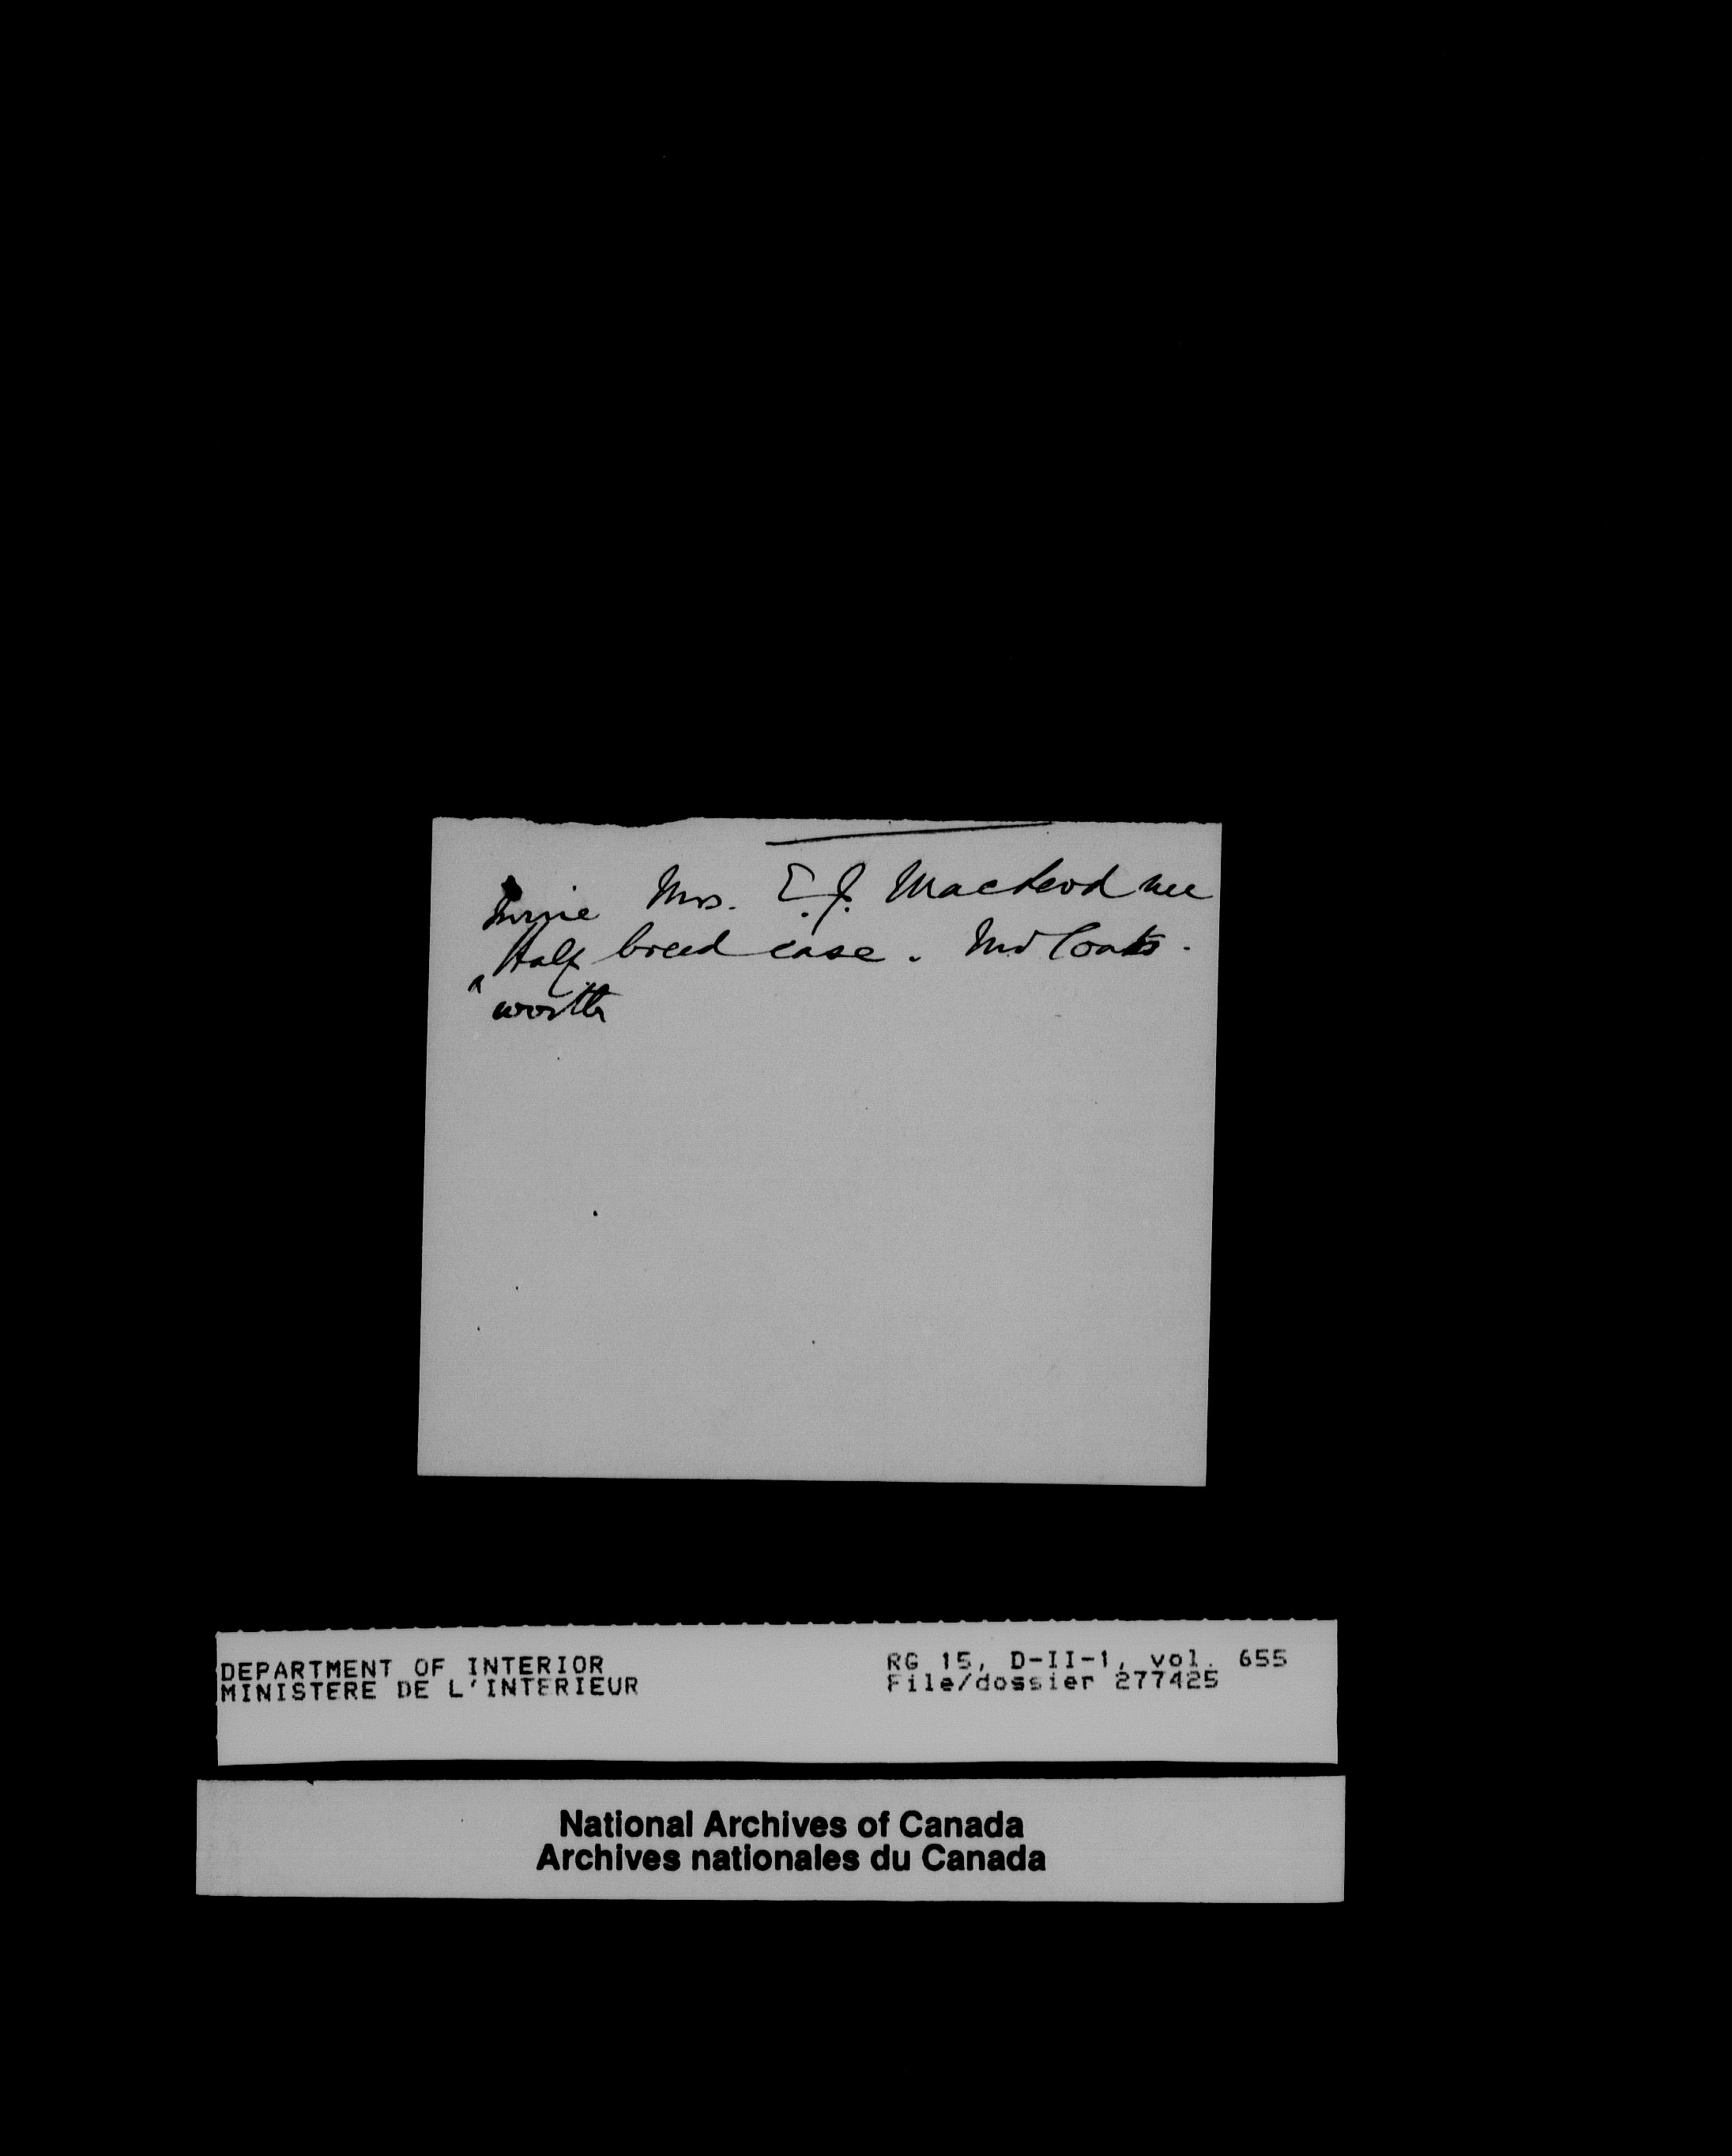 Mrs. E. J. MacLeod nee
Half breed case. Mr Coats.
worth
DEPARTMENT OF INTERIOR
MINISTERE DE L'INTERIEUR
RG 15, D-II-1, vol. 655
File/dossier 277425
National Archives of Canada
Archives nationales du Canada